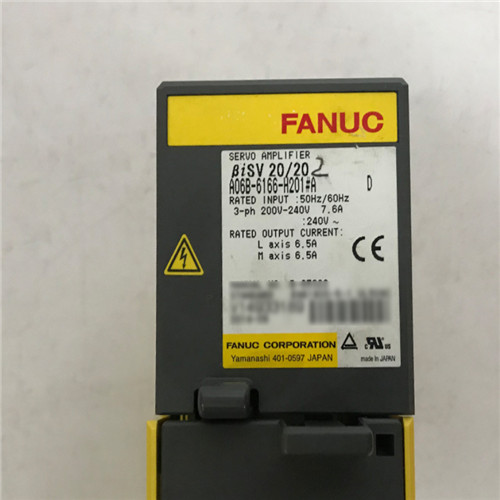 FANUC
SERVO AMPLIFIER
βiSV 20/20 2
A06B-6166-H201#A D
RATED INPUT :50Hz/60Hz
3-ph 200V-240V 7.6A
:240V~
RATED OUTPUT CURRENT:
L axis 6.5A
M axis 6.5A
CE
FANUC CORPORATION
Yamanashi 401-0597 JAPAN
c us
made in JAPAN